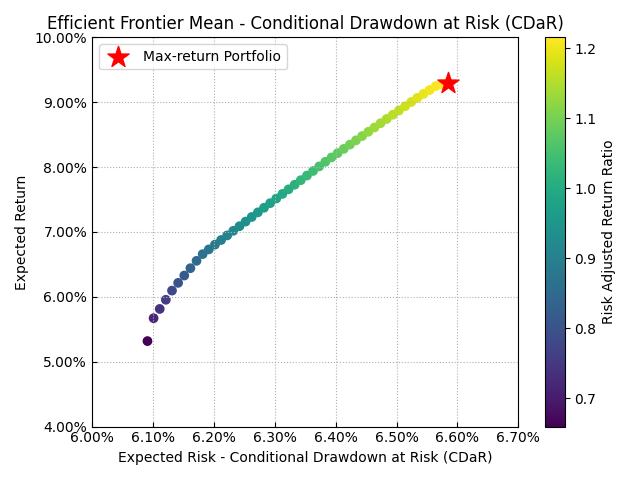 Efficient Frontier Mean - Conditional Drawdown at Risk (CDaR)
Max-return Portfolio
Expected Return
10.00%
9.00%
8.00%
7.00%
6.00%
5.00%
4.00%
6.00% 6.10% 6.20% 6.30% 6.40% 6.50% 6.60% 6.70%
Expected Risk - Conditional Drawdown at Risk (CDaR)
1.2
1.1
1.0
0.9
0.8
0.7
Risk Adjusted Return Ratio